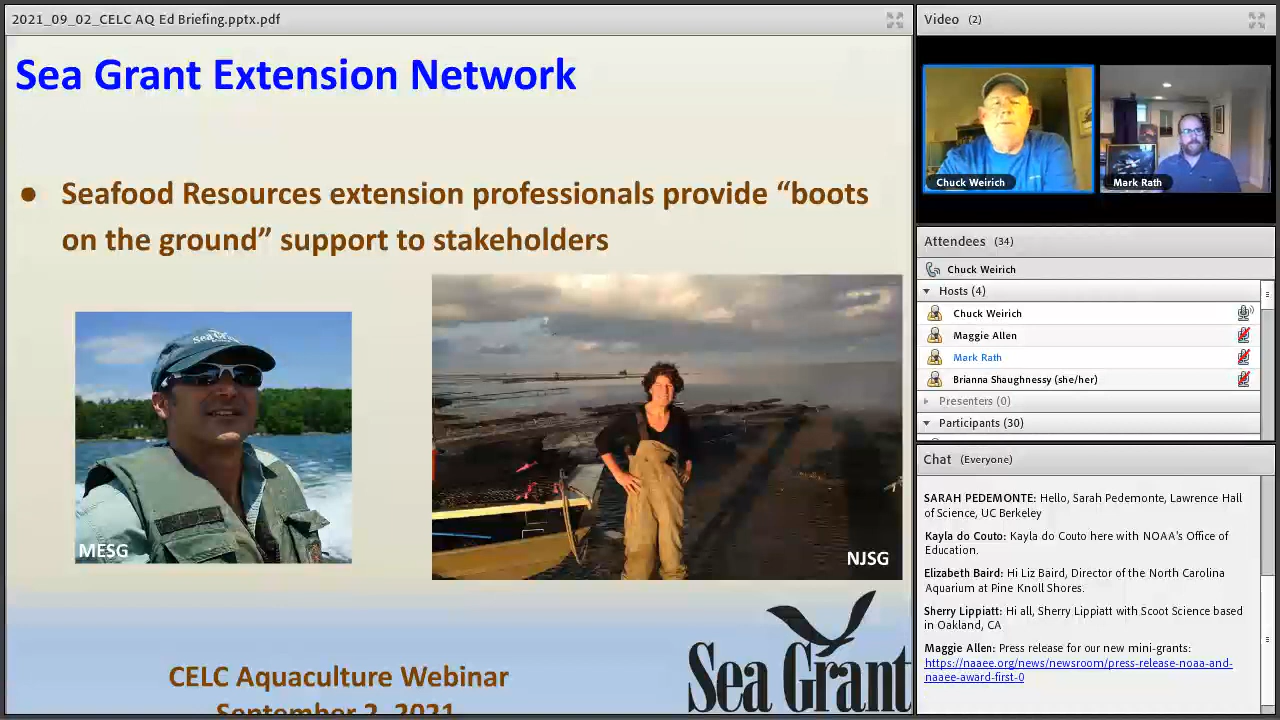 2021_09_02_CELC AQ Ed Briefing.pptx.pdf
Sea Grant Extension Network
● Seafood Resources extension professionals provide “boots
on the ground” support to stakeholders
Sea Grant
MESG
NJSG
CELC Aquaculture Webinar
September 2, 2021
Sea Grant
Video (2)
Chuck Weirich
Mark Rath
Attendees (34)
Chuck Weirich
Hosts (4)
Chuck Weirich
Maggie Allen
Mark Rath
Brianna Shaughnessy (she/her)
Presenters (0)
Participants (30)
Chat (Everyone)
SARAH PEDEMONTE: Hello, Sarah Pedemonte, Lawrence Hall
of Science, UC Berkeley
Kayla do Couto: Kayla do Couto here with NOAA's Office of
Education.
Elizabeth Baird: Hi Liz Baird, Director of the North Carolina
Aquarium at Pine Knoll Shores.
Sherry Lippiatt: Hi all, Sherry Lippiatt with Scoot Science based
in Oakland, CA
Maggie Allen: Press release for our new mini-grants:
https://naaee.org/news/newsroom/press-release-noaa-and-
naaee-award-first-0